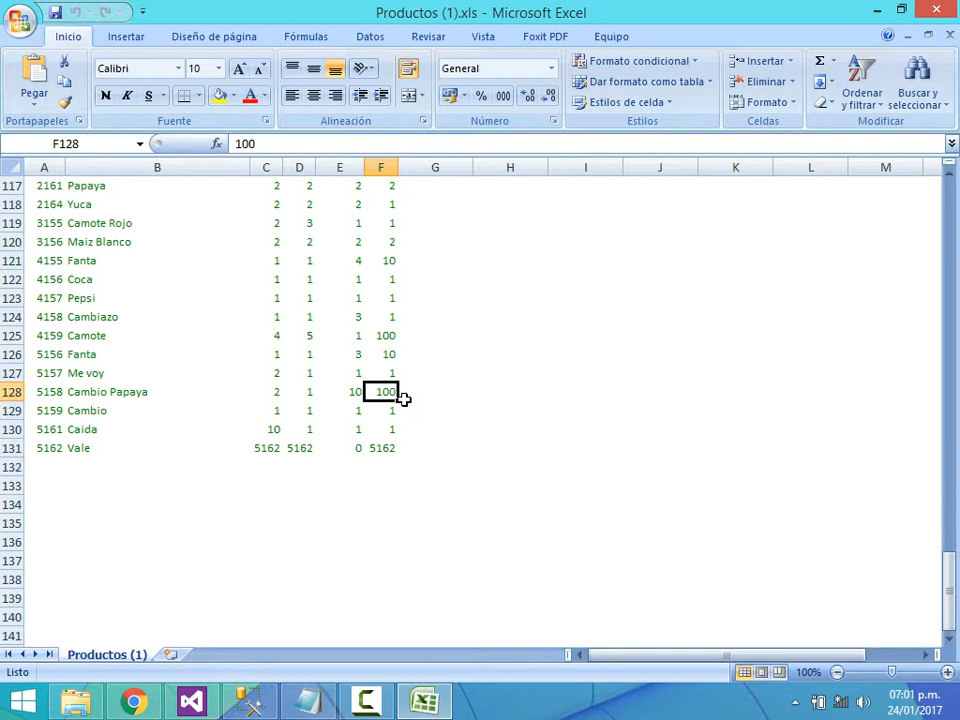 Productos (1).xls - Microsoft Excel
Inicio Insertar Diseño de página Fórmulas Datos Revisar Vista Foxit PDF Equipo
Pegar
Calibri 10
N K S
General
% 000
Formato condicional
Dar formato como tabla
Estilos de celda
Insertar
Eliminar
Formato
Ordenar y filtrar
Buscar y seleccionar
Portapapeles Fuente Alineación Número Estilos Celdas Modificar
F128 fx 100
A B C D E F G H I J K L M
117 2161 Papaya 2 2 2 2
118 2164 Yuca 2 2 2 1
119 3155 Camote Rojo 2 3 1 1
120 3156 Maiz Blanco 2 2 2 2
121 4155 Fanta 1 1 4 10
122 4156 Coca 1 1 1 1
123 4157 Pepsi 1 1 1 1
124 4158 Cambiazo 1 1 3 1
125 4159 Camote 4 5 1 100
126 5156 Fanta 1 1 3 10
127 5157 Me voy 2 1 1 1
128 5158 Cambio Papaya 2 1 10 100
129 5159 Cambio 1 1 1 1
130 5161 Caida 10 1 1 1
131 5162 Vale 5162 5162 0 5162
132
133
134
135
136
137
138
139
140
141
Productos (1)
Listo 100%
07:01 p.m.
24/01/2017